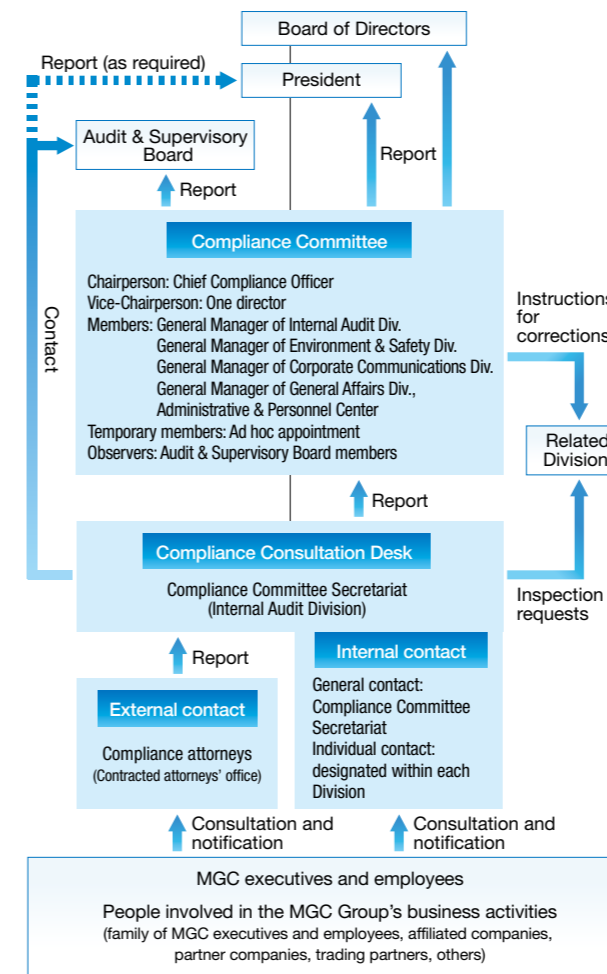 Board of Directors
Report (as required)
President
Audit & Supervisory
Board
Report
Report
Compliance Committee
Chairperson: Chief Compliance Officer
Vice-Chairperson: One director
Members: General Manager of Internal Audit Div.
General Manager of Environment & Safety Div.
General Manager of Corporate Communications Div.
General Manager of General Affairs Div.,
Administrative & Personnel Center
Temporary members: Ad hoc appointment
Observers: Audit & Supervisory Board members
Contact
Instructions
for
corrections
Related
Division
Report
Compliance Consultation Desk
Compliance Committee Secretariat
(Internal Audit Division)
Inspection
requests
Report
Internal contact
General contact:
Compliance Committee
Secretariat
Individual contact:
designated within each
Division
External contact
Compliance attorneys
(Contracted attorneys' office)
Consultation and
notification
Consultation and
notification
MGC executives and employees
People involved in the MGC Group's business activities
(family of MGC executives and employees, affiliated companies,
partner companies, trading partners, others)